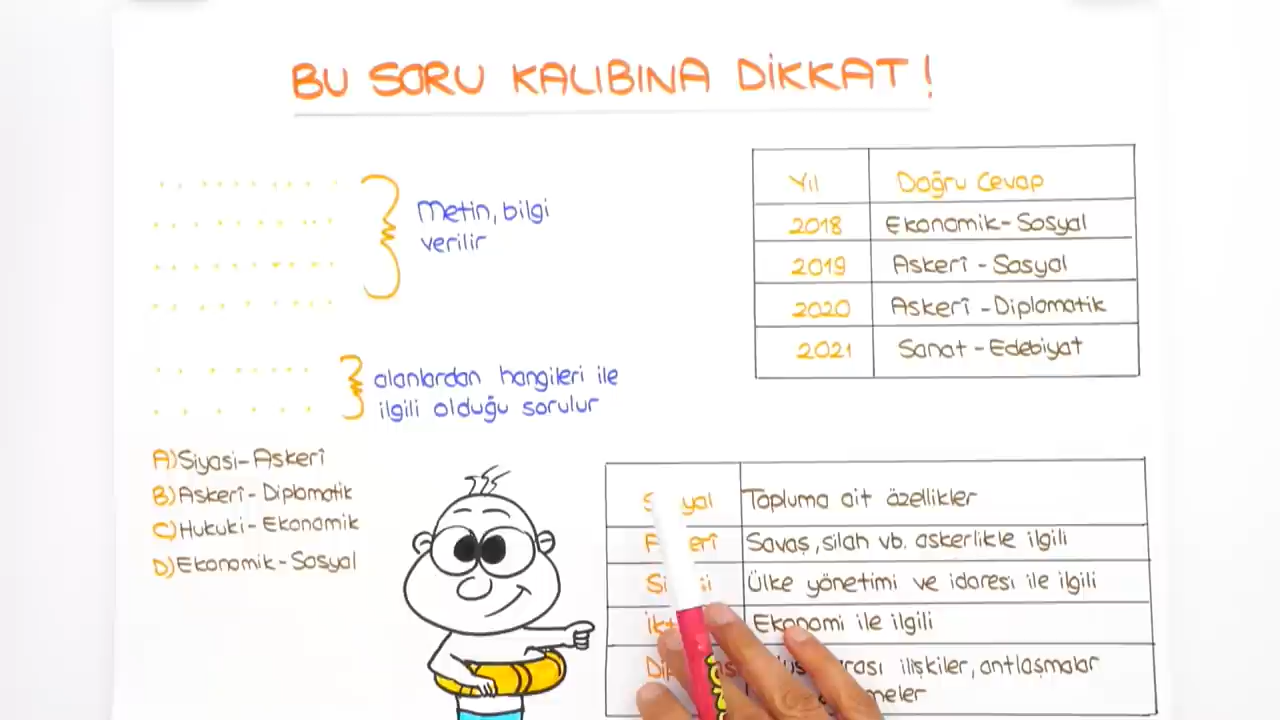 BU SORU KALIBINA DİKKAT!
Metin, bilgi
verilir
alanlardan hangileri ile
ilgili olduğu sorulur
A) Siyasi-Askerî
B) Askerî-Diplomatik
C) Hukuki-Ekonomik
D) Ekonomik-Sosyal
Yıl Doğru Cevap
2018 Ekonomik-Sosyal
2019 Askerî-Sosyal
2020 Askerî-Diplomatik
2021 Sanat-Edebiyat
Topluma ait özellikler
Savaş, silah vb. askerlikle ilgili
Ülke yönetimi ve idaresi ile ilgili
Ekonomi ile ilgili
ilişkiler, antlaşmalar